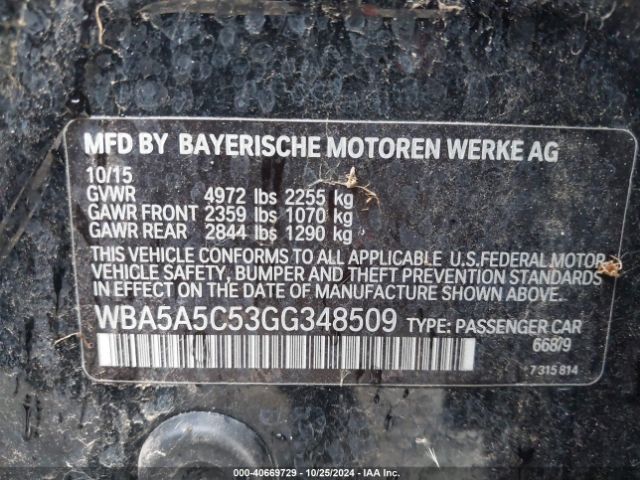 MFD BY BAYERISCHE MOTOREN WERKE AG
10/15
GVWR 4972 lbs 2255 kg
GAWR FRONT 2359 lbs 1070 kg
GAWR REAR 2844 lbs 1290 kg
THIS VEHICLE CONFORMS TO ALL APPLICABLE U.S.FEDERAL MOTOR
VEHICLE SAFETY, BUMPER AND THEFT PREVENTION STANDARDS
IN EFFECT ON THE DATE OF MANUFACTURE SHOWN ABOVE.
WBA5A5C53GG348509 TYPE: PASSENGER CAR
668/9
7 315 814
000-40669729 - 10/25/2024 - IAA Inc.